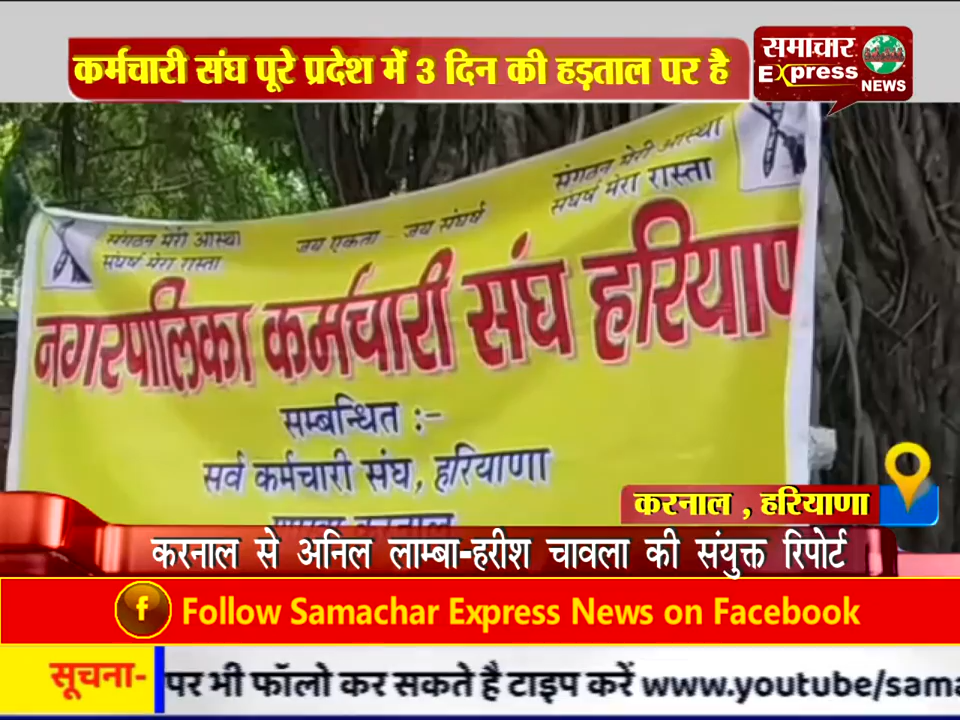 कर्मचारी संघ पूरे प्रदेश में 3 दिन की हड़ताल पर है
समाचार
Express
NEWS
संगठन मेरी आस्था
संघर्ष मेरा रास्ता
जय एकता - जय संघर्ष
संगठन मेरी आस्था
संघर्ष मेरा रास्ता
नगरपालिका कर्मचारी संघ हरियाण
सम्बन्धित :-
सर्व कर्मचारी संघ, हरियाणा
करनाल , हरियाणा
करनाल से अनिल लाम्बा-हरीश चावला की संयुक्त रिपोर्ट
Follow Samachar Express News on Facebook
सूचना- पर भी फॉलो कर सकते है टाइप करें www.youtube/sama